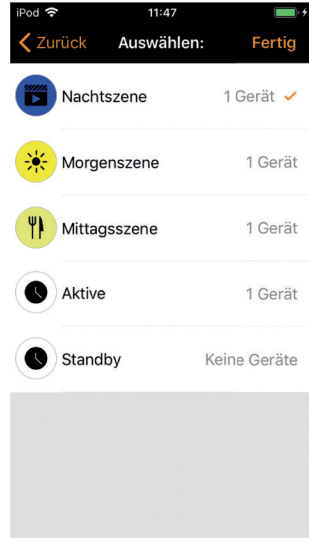 iPod 11:47
Zurück Auswählen: Fertig
Nachtszene 1 Gerät
Morgenszene 1 Gerät
Mittagsszene 1 Gerät
Aktive 1 Gerät
Standby Keine Geräte